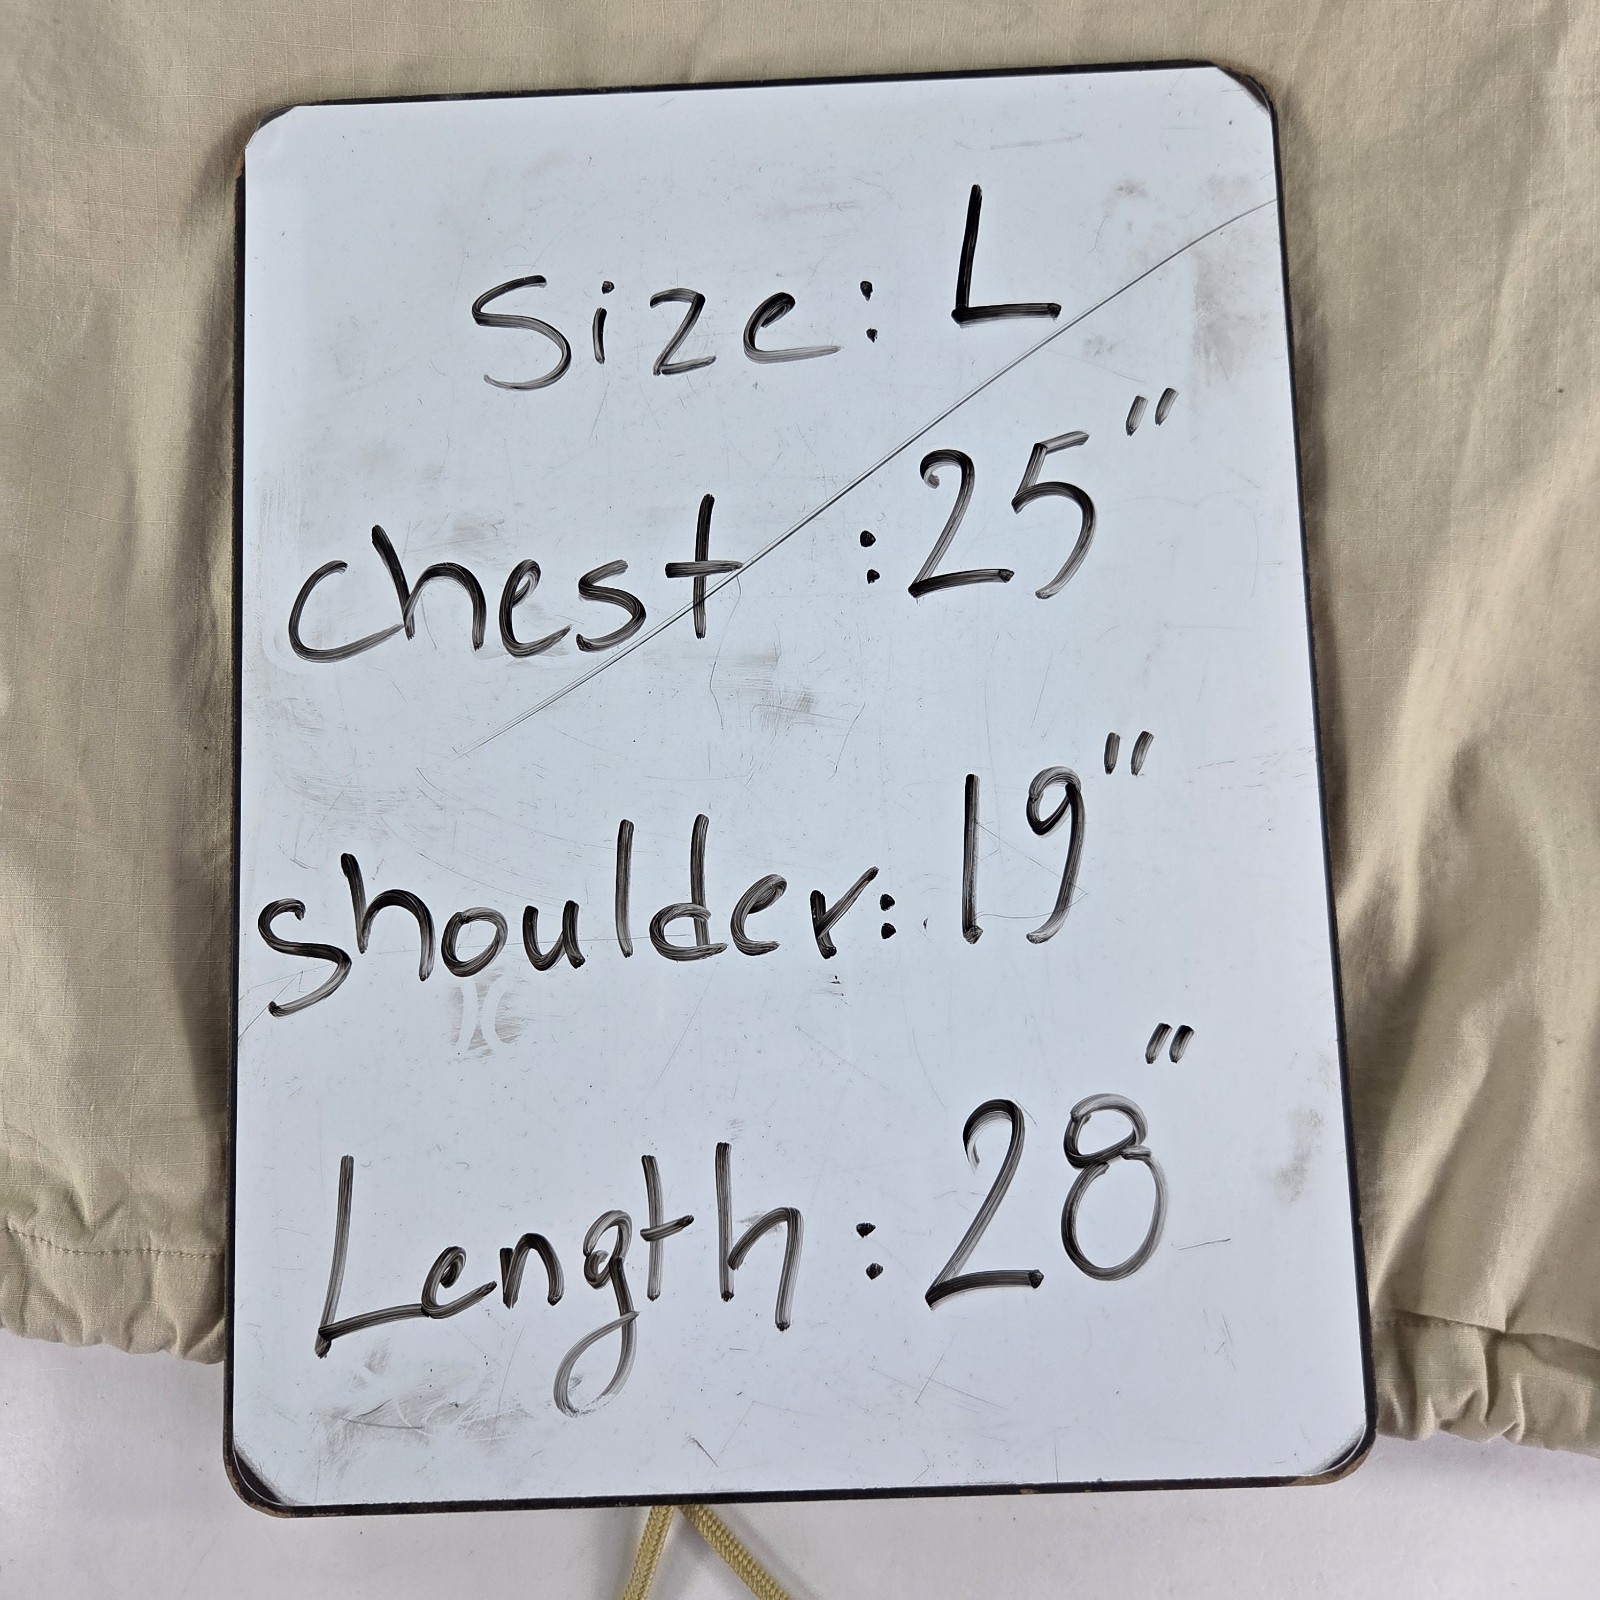 Size: L
chest :25"
shoulder: 19"
Length: 28"